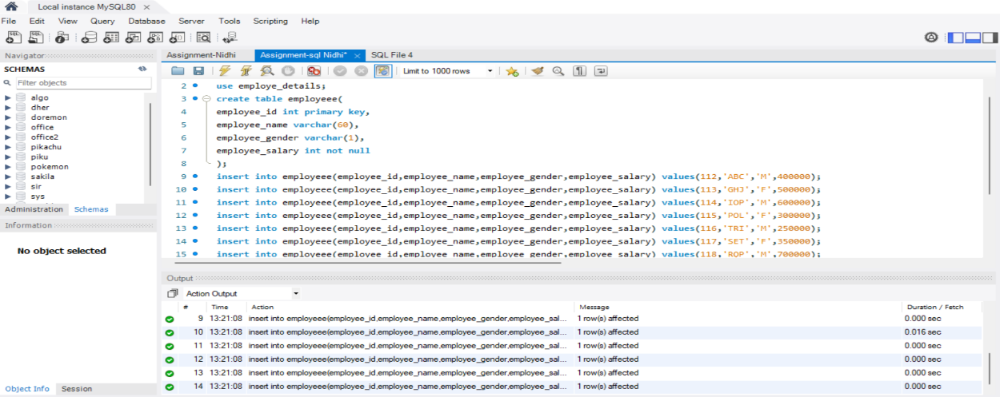 Local instance MySQL80 ×
File Edit View Query Database Server Tools Scripting Help
Navigator
SCHEMAS
Filter objects
algo
dher
doremon
office
office2
pikachu
piku
pokemon
sakila
sir
sys
Administration Schemas
Information
No object selected
Object Info Session
Assignment-Nidhi Assignment-sql Nidhi* × SQL File 4
Limit to 1000 rows
2 use employe_details;
3 create table employeee(
4 employee_id int primary key,
5 employee_name varchar(60),
6 employee_gender varchar(1),
7 employee_salary int not null
8 );
9 insert into employeee(employee_id,employee_name,employee_gender,employee_salary) values(112,'ABC','M',400000);
10 insert into employeee(employee_id,employee_name,employee_gender,employee_salary) values(113,'GHJ','F',500000);
11 insert into employeee(employee_id,employee_name,employee_gender,employee_salary) values(114,'IOP','M',600000);
12 insert into employeee(employee_id,employee_name,employee_gender,employee_salary) values(115,'POL','F',300000);
13 insert into employeee(employee_id,employee_name,employee_gender,employee_salary) values(116,'TRI','M',250000);
14 insert into employeee(employee_id,employee_name,employee_gender,employee_salary) values(117,'SET','F',350000);
15 insert into employeee(employee_id,employee_name,employee_gender,employee_salary) values(118,'RQP','M',700000);
Output
Action Output
# Time Action Message Duration / Fetch
9 13:21:08 insert into employeee(employee_id,employee_name,employee_gender,employee_sal... 1 row(s) affected 0.000 sec
10 13:21:08 insert into employeee(employee_id,employee_name,employee_gender,employee_sal... 1 row(s) affected 0.016 sec
11 13:21:08 insert into employeee(employee_id,employee_name,employee_gender,employee_sal... 1 row(s) affected 0.000 sec
12 13:21:08 insert into employeee(employee_id,employee_name,employee_gender,employee_sal... 1 row(s) affected 0.000 sec
13 13:21:08 insert into employeee(employee_id,employee_name,employee_gender,employee_sal... 1 row(s) affected 0.000 sec
14 13:21:08 insert into employeee(employee_id,employee_name,employee_gender,employee_sal... 1 row(s) affected 0.000 sec